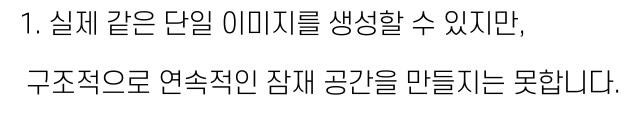 1. 실제 같은 단일 이미지를 생성할 수 있지만,
구조적으로 연속적인 잠재 공간을 만들지는 못합니다.